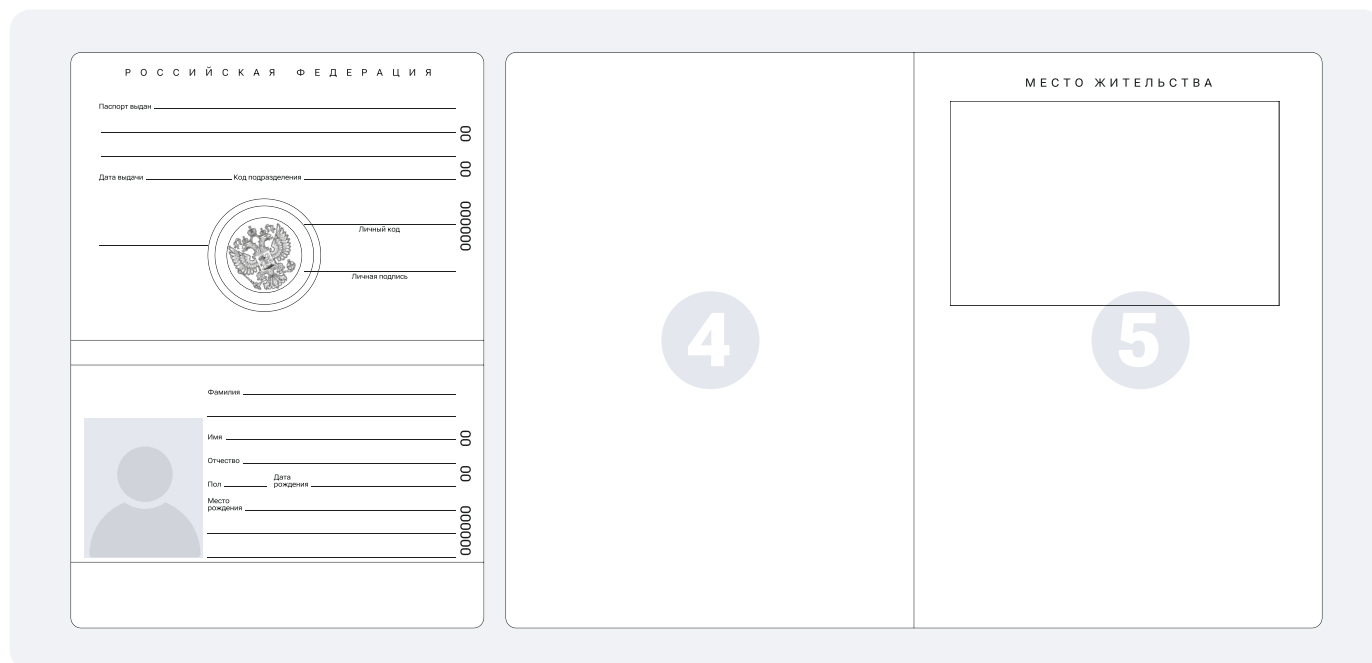 РОССИЙСКАЯ ФЕДЕРАЦИЯ
Паспорт выдан
00
00
Дата выдачи Код подразделения
000000
Личный код
Личная подпись
Фамилия
Имя
00
Отчество
00
Пол
Дата
рождения
Место
рождения
000000
4
МЕСТО ЖИТЕЛЬСТВА
5